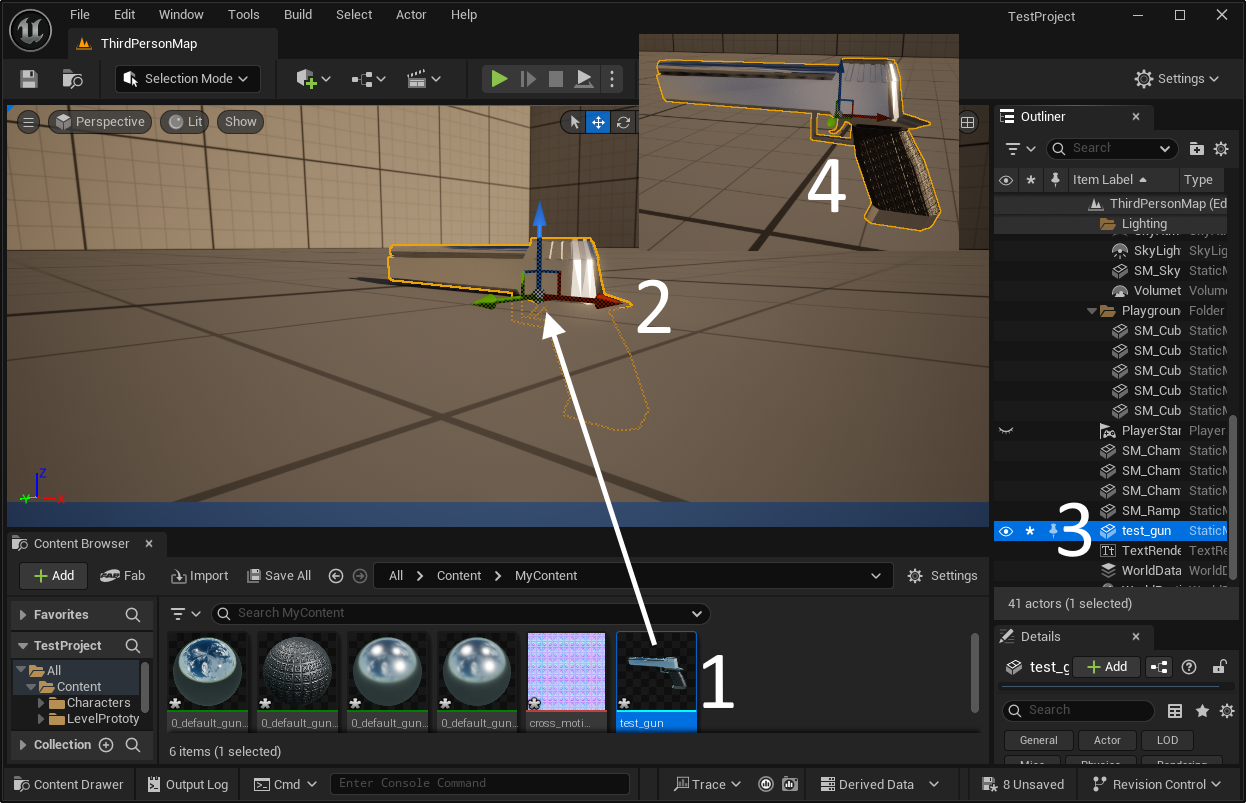 File Edit Window Tools Build Select Actor Help
TestProject
ThirdPersonMap
Selection Mode
Settings
Perspective Lit Show
4
2
Z
Y X
Outliner
Search
Item Label Type
ThirdPersonMap (Ed
Lighting
SkyLigh SkyLig
SM_Sky StaticM
Volumet Volume
Playgroun Folder
SM_Cub StaticM
SM_Cub StaticM
SM_Cub StaticM
SM_Cub StaticM
SM_Cub StaticM
PlayerStar Player
SM_Cham StaticM
SM_Cham StaticM
SM_Cham StaticM
SM_Ramp StaticM
3
test_gun StaticM
Tt TextRende TextRe
WorldData WorldD
41 actors (1 selected)
Details
test_g Add
Search
General Actor LOD
Misc Physics Rendering
Content Browser
Add Fab Import Save All All Content MyContent Settings
Favorites
TestProject
All
Content
Characters
LevelPrototy
Collection
Search MyContent
0_default_gun... 0_default_gun... 0_default_gun... 0_default_gun... cross_moti... test_gun
1
6 items (1 selected)
Content Drawer Output Log Cmd Enter Console Command Trace Derived Data 8 Unsaved Revision Control